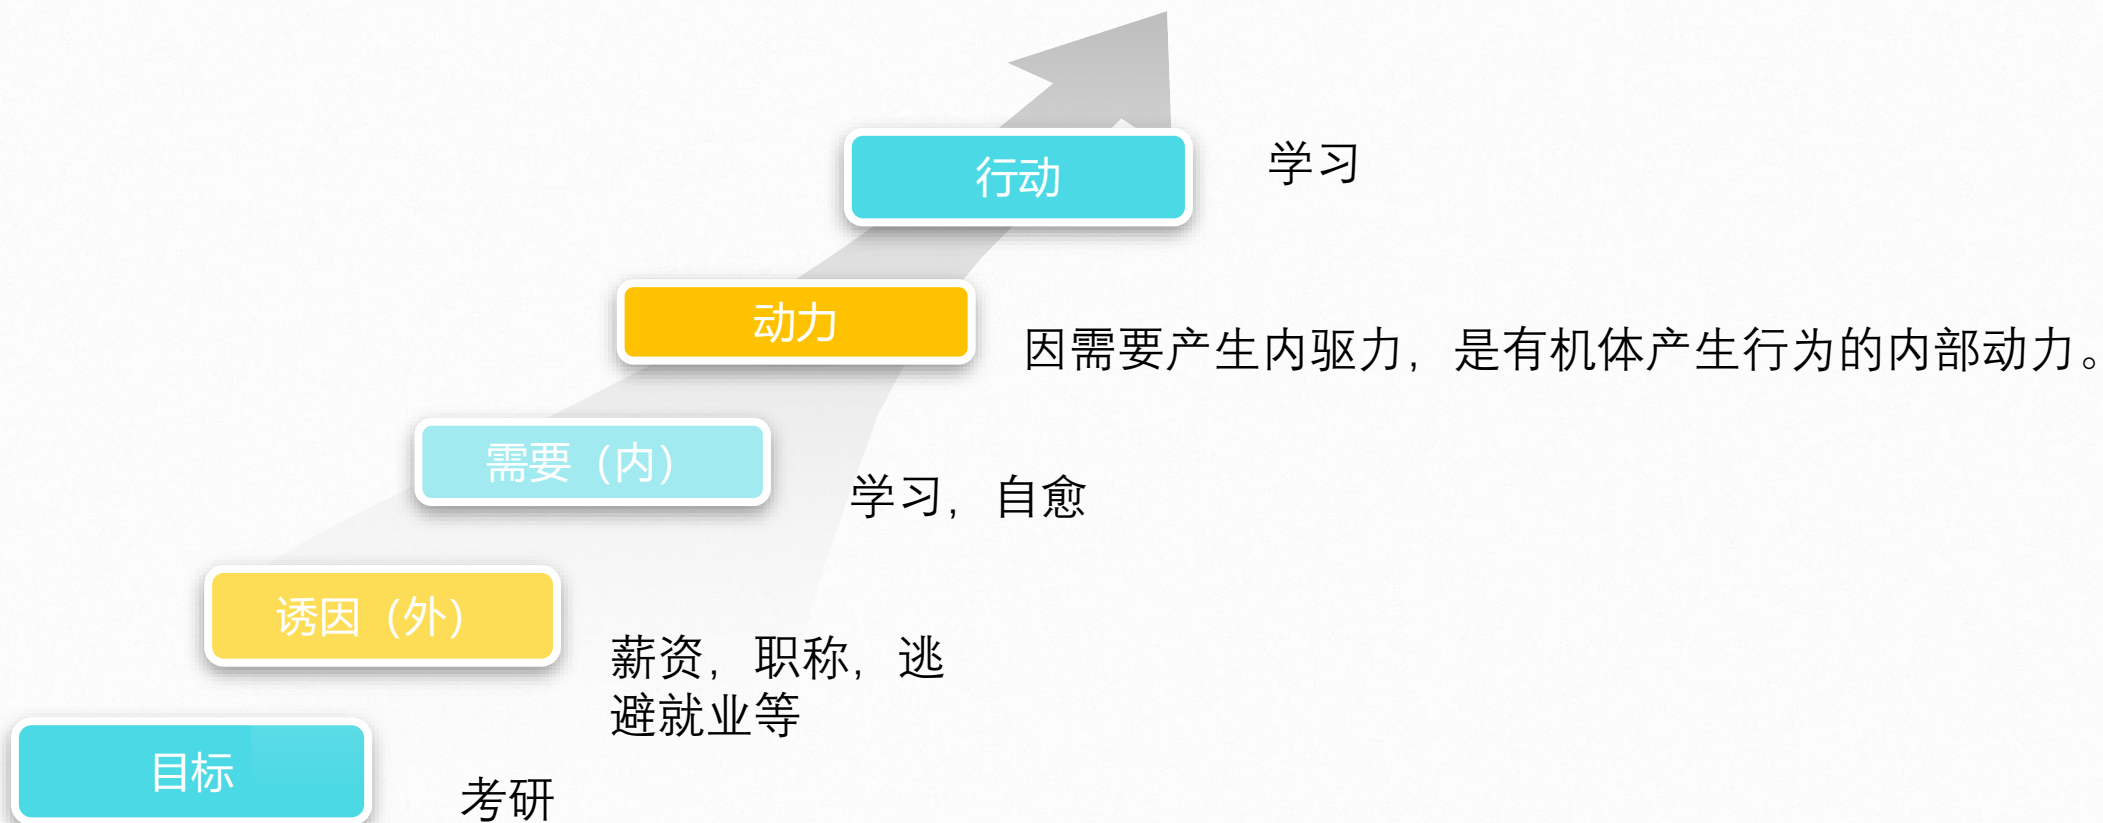 行动
学习
动力
因需要产生内驱力，是有机体产生行为的内部动力。
需要（内）
学习，自愈
诱因（外）
薪资，职称，逃
避就业等
目标
考研